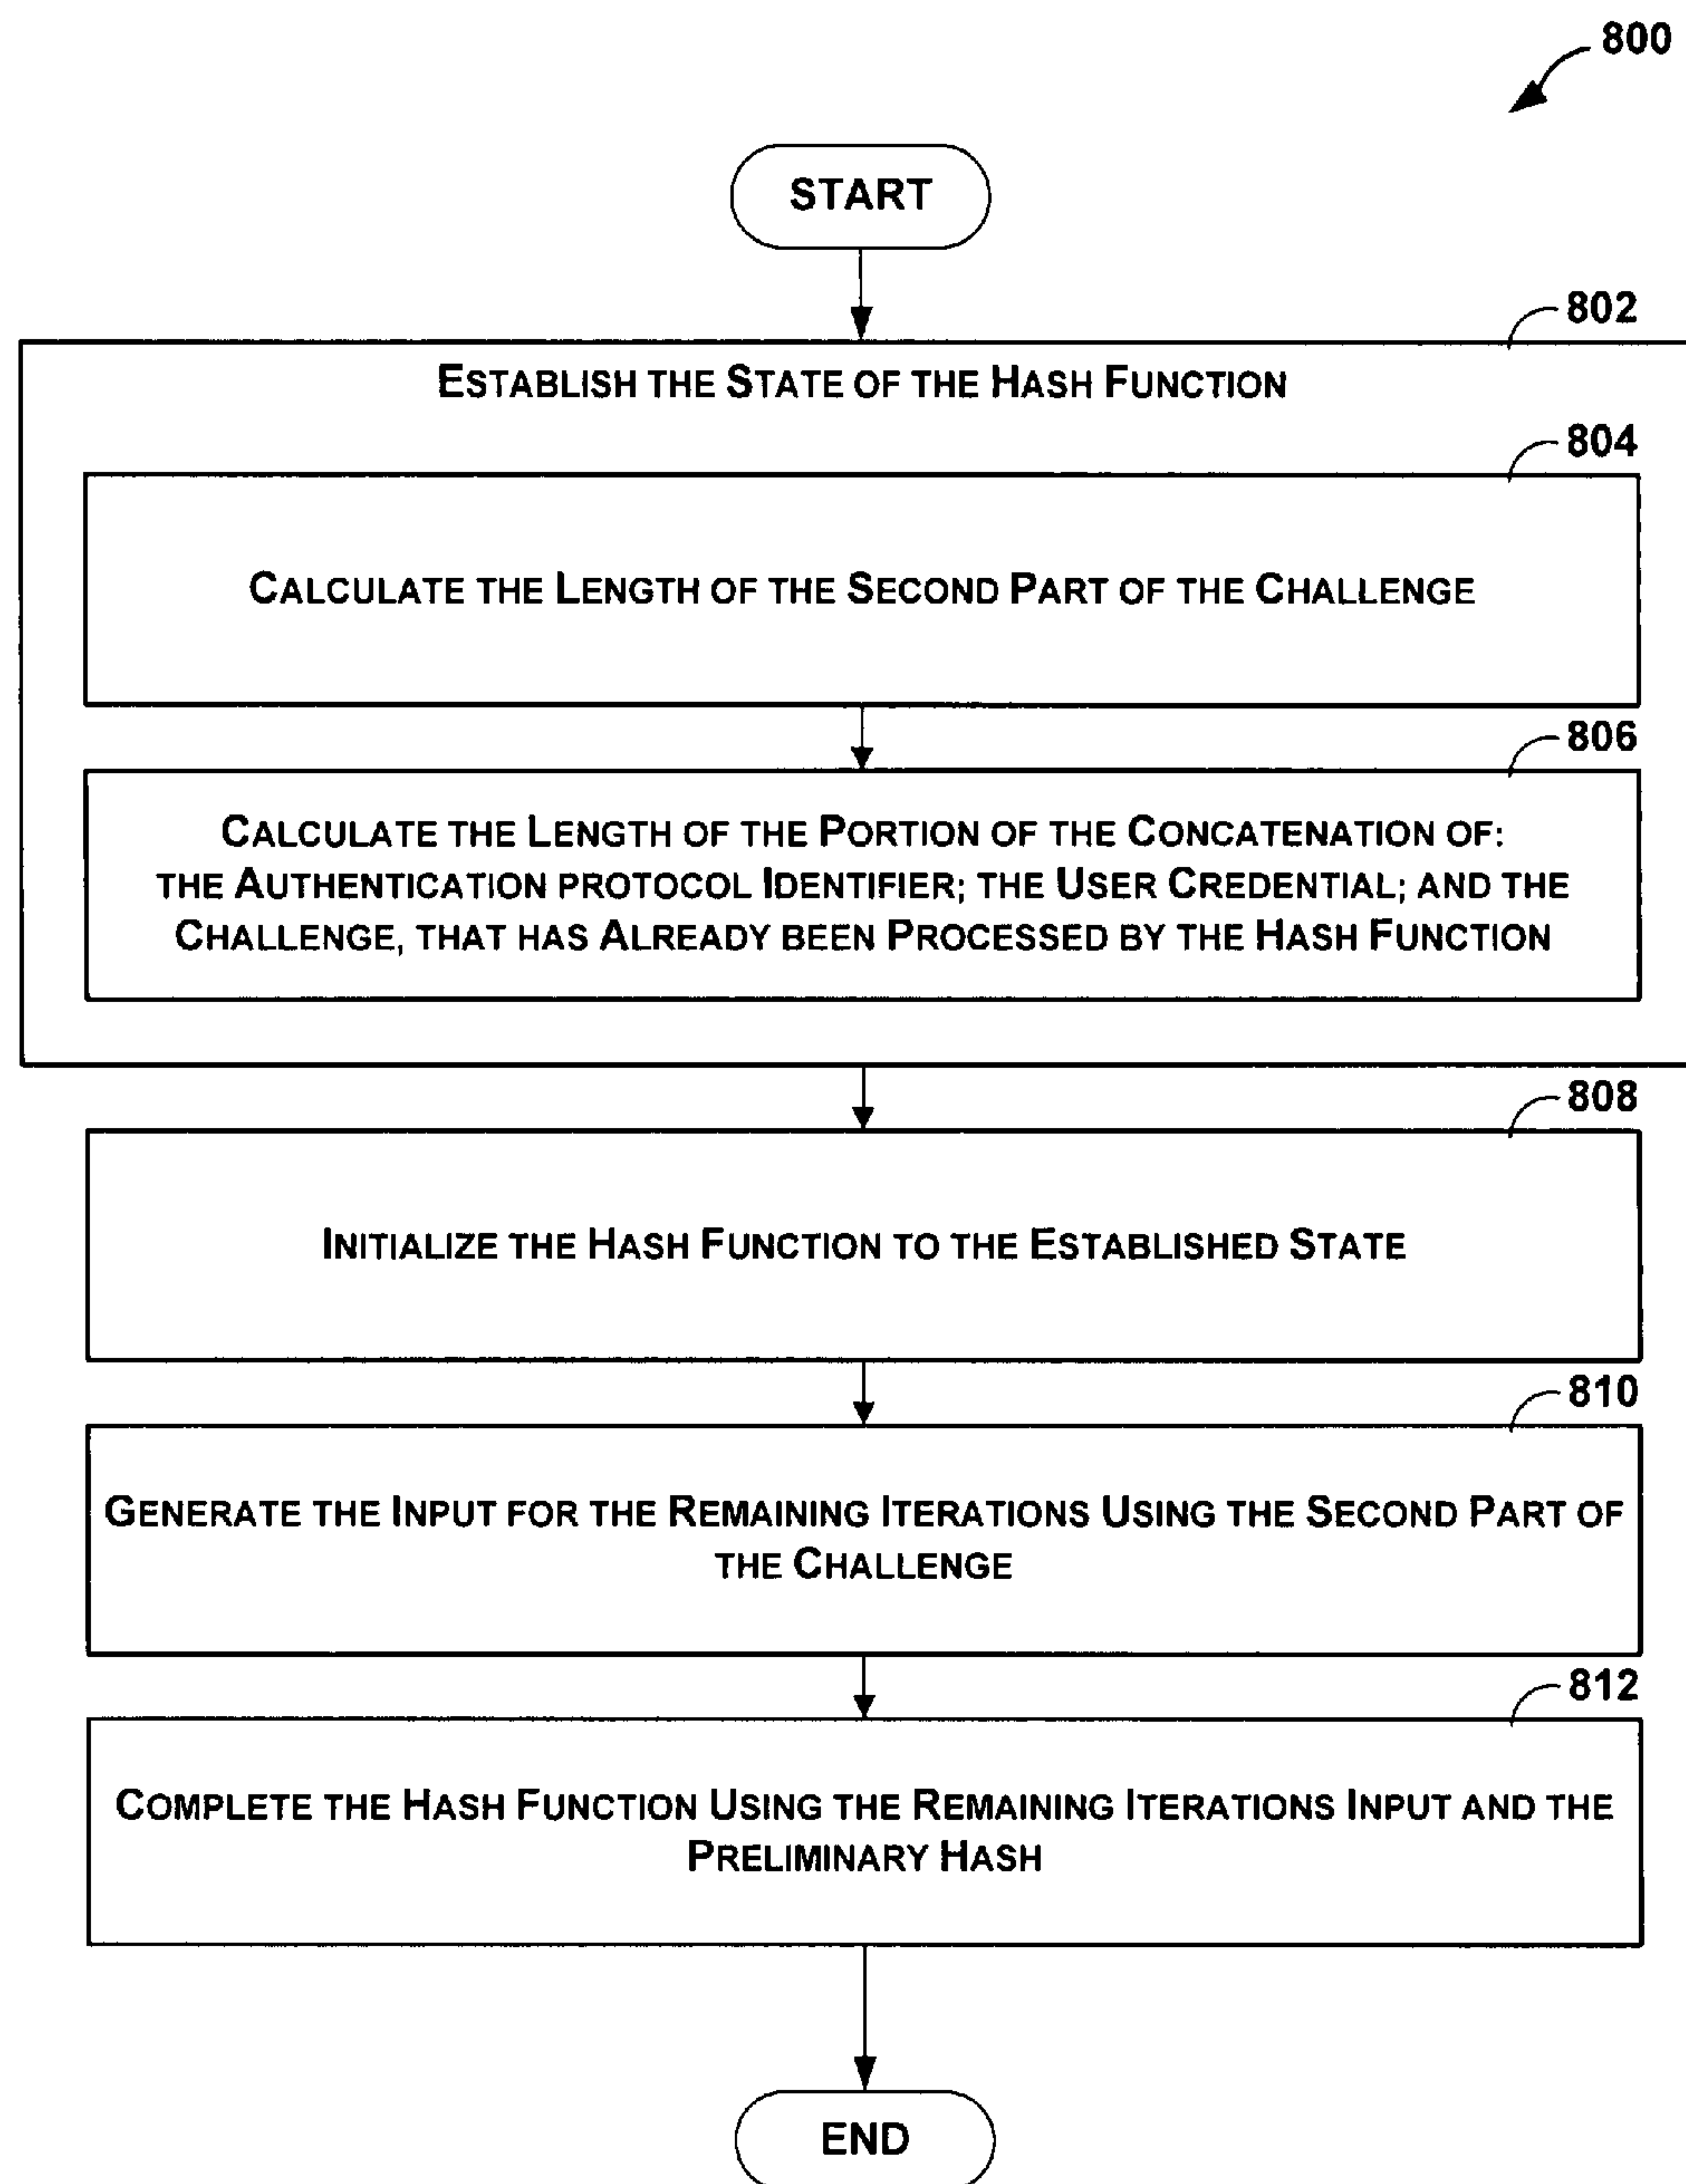 800
START
802
ESTABLISH THE STATE OF THE HASH FUNCTION
804
CALCULATE THE LENGTH OF THE SECOND PART OF THE CHALLENGE
806
CALCULATE THE LENGTH OF THE PORTION OF THE CONCATENATION OF:
THE AUTHENTICATION PROTOCOL IDENTIFIER; THE USER CREDENTIAL; AND THE
CHALLENGE, THAT HAS ALREADY BEEN PROCESSED BY THE HASH FUNCTION
808
INITIALIZE THE HASH FUNCTION TO THE ESTABLISHED STATE
810
GENERATE THE INPUT FOR THE REMAINING ITERATIONS USING THE SECOND PART OF
THE CHALLENGE
812
COMPLETE THE HASH FUNCTION USING THE REMAINING ITERATIONS INPUT AND THE
PRELIMINARY HASH
END